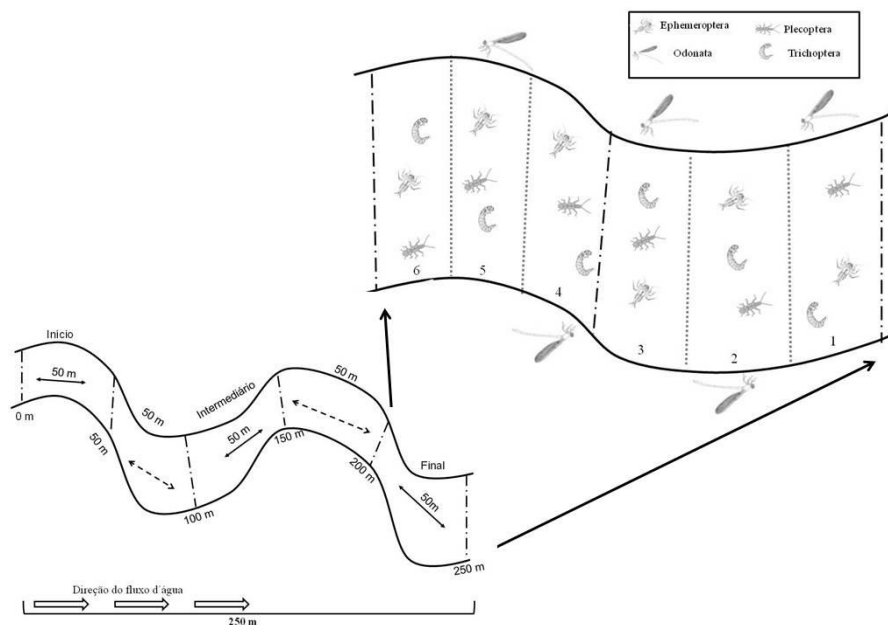 Ephemeroptera
Plecoptera
Odonata
Trichoptera
6
5
4
3
2
1
Início
50 m
0 m
50 m
50 m
Intermediário
50 m
100 m
150 m
50 m
200 m
Final
50m
250 m
Direção do fluxo d´água
250 m